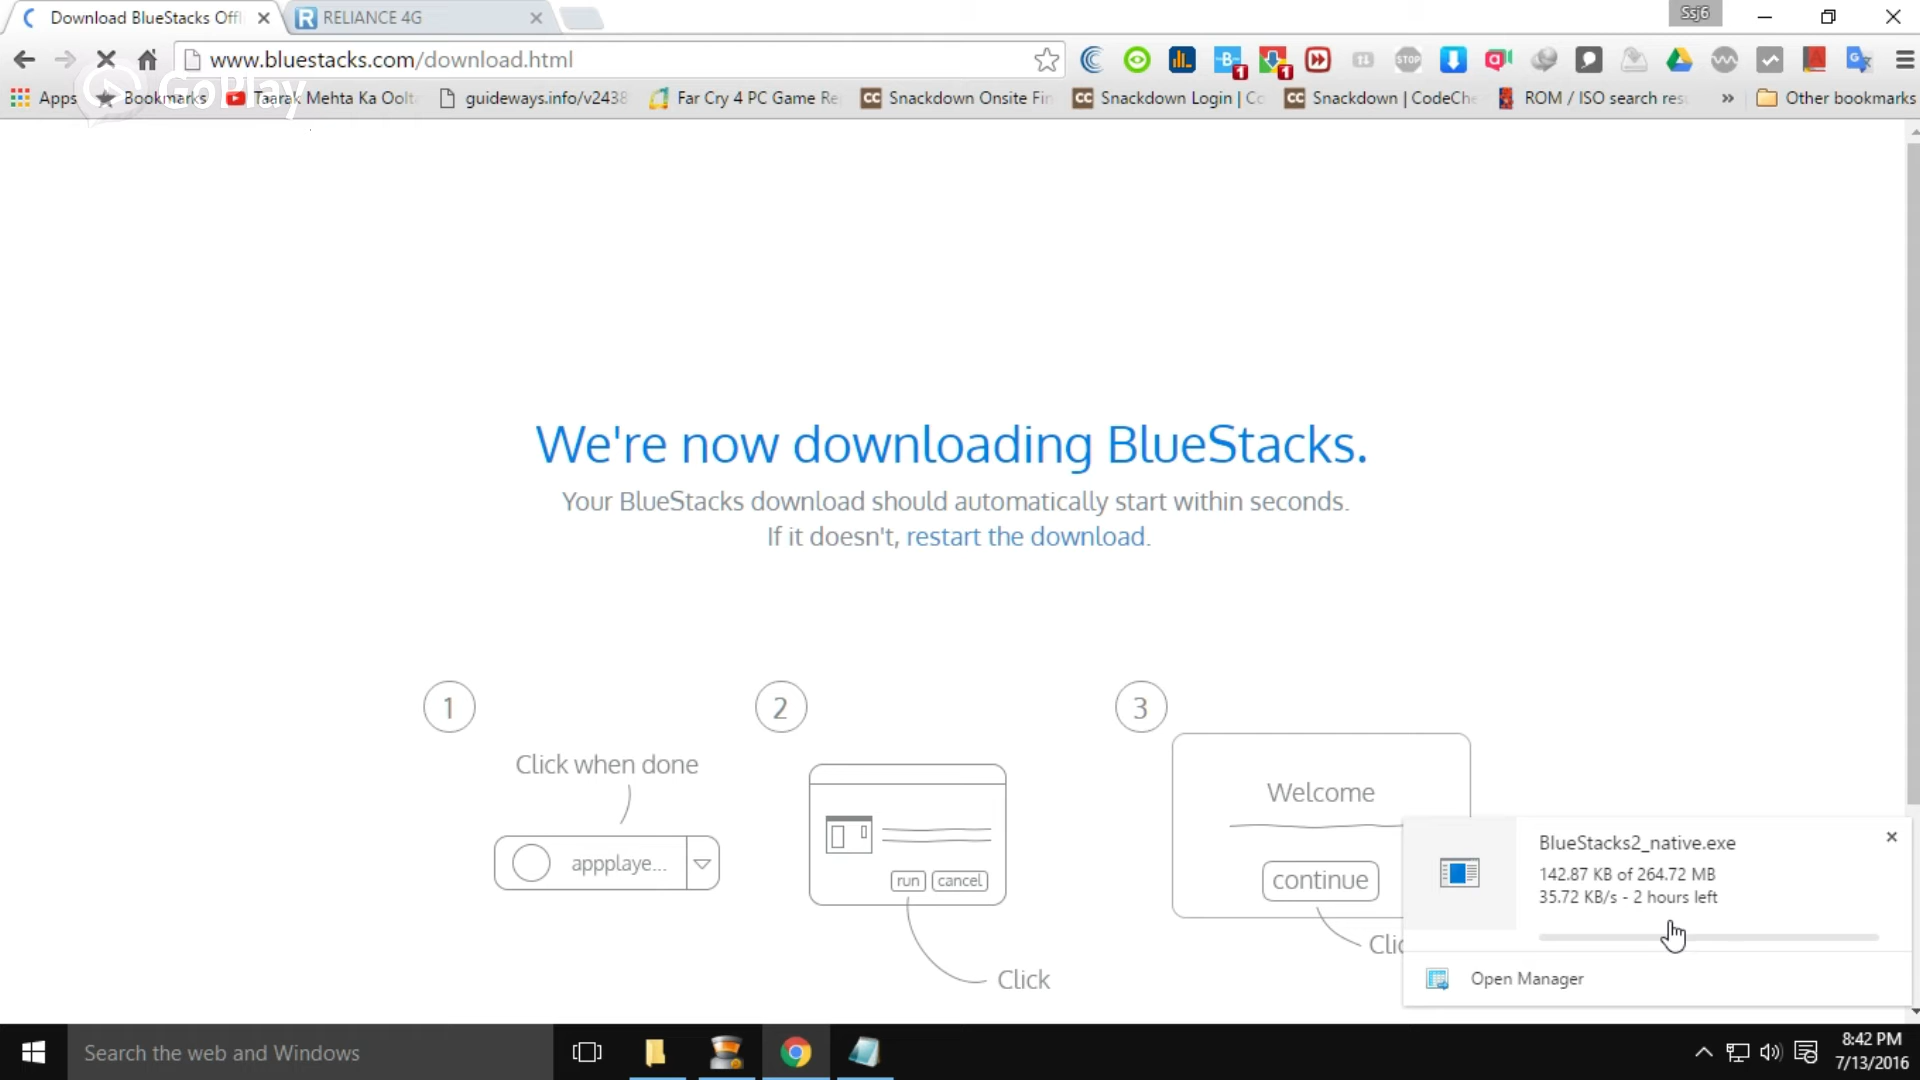 Download BlueStacks Offl
RELIANCE 4G
Ssj6
www.bluestacks.com/download.html
GoPlay
Apps
Bookmarks
Taarak Mehta Ka Oolt
guideways.info/v2438
Far Cry 4 PC Game Re
Snackdown Onsite Fin
Snackdown Login | Co
Snackdown | CodeChe
ROM / ISO search res
»
Other bookmarks
We're now downloading BlueStacks.
Your BlueStacks download should automatically start within seconds.
If it doesn't, restart the download.
1
2
3
Click when done
appplaye...
run
cancel
Click
Welcome
continue
Clic
BlueStacks2_native.exe
142.87 KB of 264.72 MB
35.72 KB/s - 2 hours left
Open Manager
Search the web and Windows
8:42 PM
7/13/2016